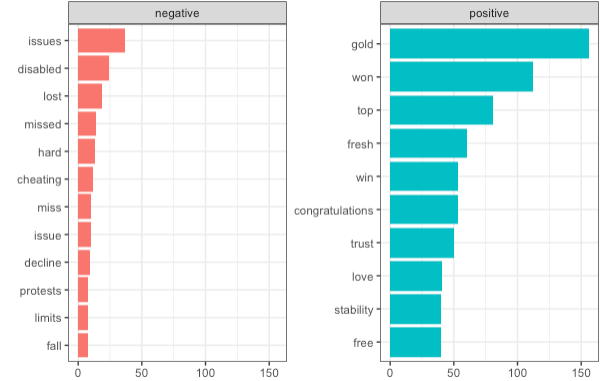 negative
issues
disabled
lost
missed
hard
cheating
miss
issue
decline
protests
limits
fall
0 50 100 150
positive
gold
won
top
fresh
win
congratulations
trust
love
stability
free
0 50 100 150